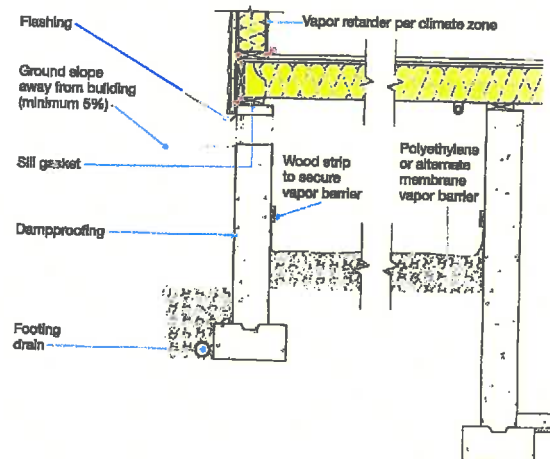 Flashing
Vapor retarder per climate zone
Ground slope
away from building
(minimum 5%)
Sill gasket
Wood strip
to secure
vapor barrier
Polyethylene
or alternate
membrane
vapor barrier
Dampproofing
Footing
drain